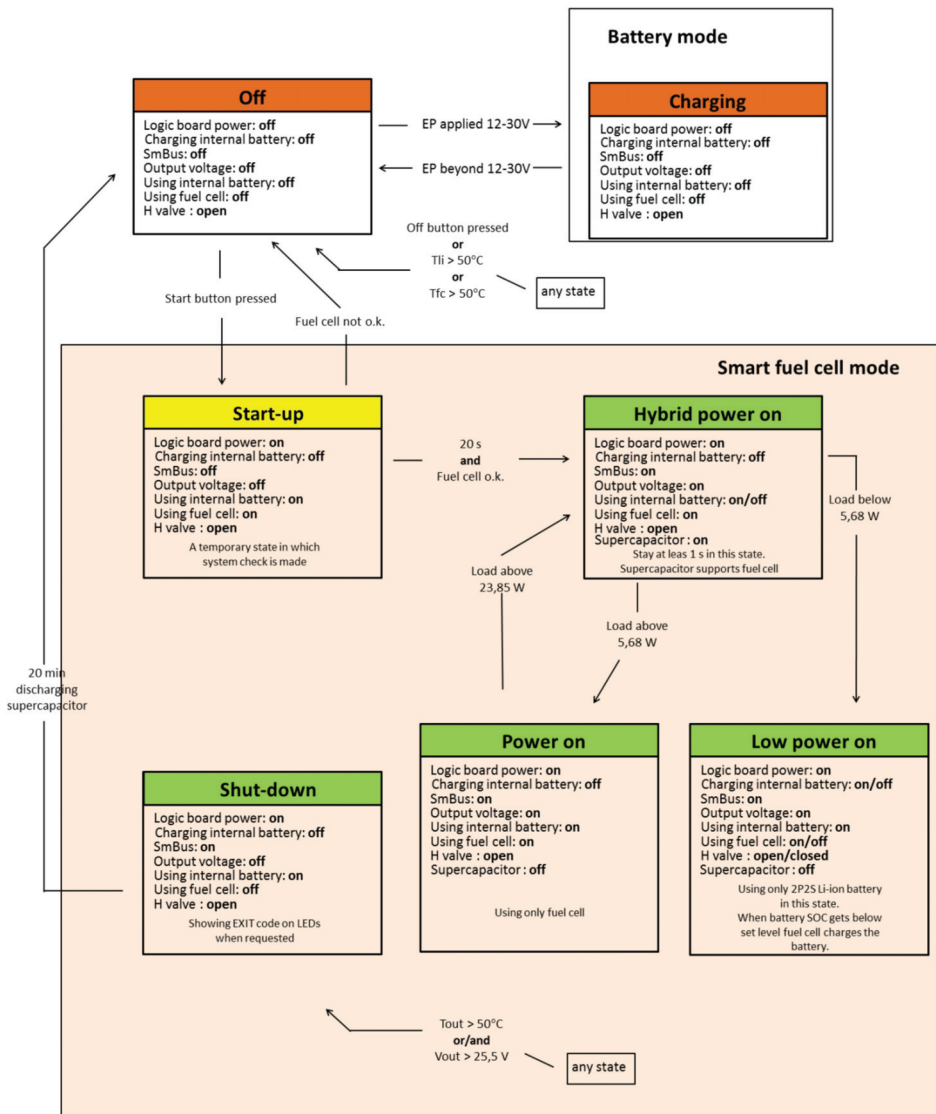 Battery mode
Off
Logic board power: off
Charging internal battery: off
SmBus: off
Output voltage: off
Using internal battery: off
Using fuel cell: off
H valve : open
EP applied 12-30V
EP beyond 12-30V
Charging
Logic board power: off
Charging internal battery: off
SmBus: off
Output voltage: off
Using internal battery: off
Using fuel cell: off
H valve : open
Off button pressed
or
Tli > 50°C
or
Tfc > 50°C
any state
Start button pressed
Fuel cell not o.k.
Smart fuel cell mode
Start-up
Logic board power: on
Charging internal battery: off
SmBus: off
Output voltage: off
Using internal battery: on
Using fuel cell: on
H valve : open
A temporary state in which
system check is made
20 s
and
Fuel cell o.k.
Hybrid power on
Logic board power: on
Charging internal battery: off
SmBus: on
Output voltage: on
Using internal battery: on/off
Using fuel cell: on
H valve : open
Supercapacitor : on
Stay at leas 1 s in this state.
Supercapacitor supports fuel cell
Load below
5,68 W
Load above
23,85 W
Load above
5,68 W
20 min
discharging
supercapacitor
Shut-down
Logic board power: on
Charging internal battery: off
SmBus: on
Output voltage: off
Using internal battery: on
Using fuel cell: off
H valve : open
Showing EXIT code on LEDs
when requested
Power on
Logic board power: on
Charging internal battery: off
SmBus: on
Output voltage: on
Using internal battery: on
Using fuel cell: on
H valve : open
Supercapacitor : off
Using only fuel cell
Low power on
Logic board power: on
Charging internal battery: on/off
SmBus: on
Output voltage: on
Using internal battery: on
Using fuel cell: on/off
H valve : open/closed
Supercapacitor : off
Using only 2P2S Li-ion battery
in this state.
When battery SOC gets below
set level fuel cell charges the
battery.
Tout > 50°C
or/and
Vout > 25,5 V
any state